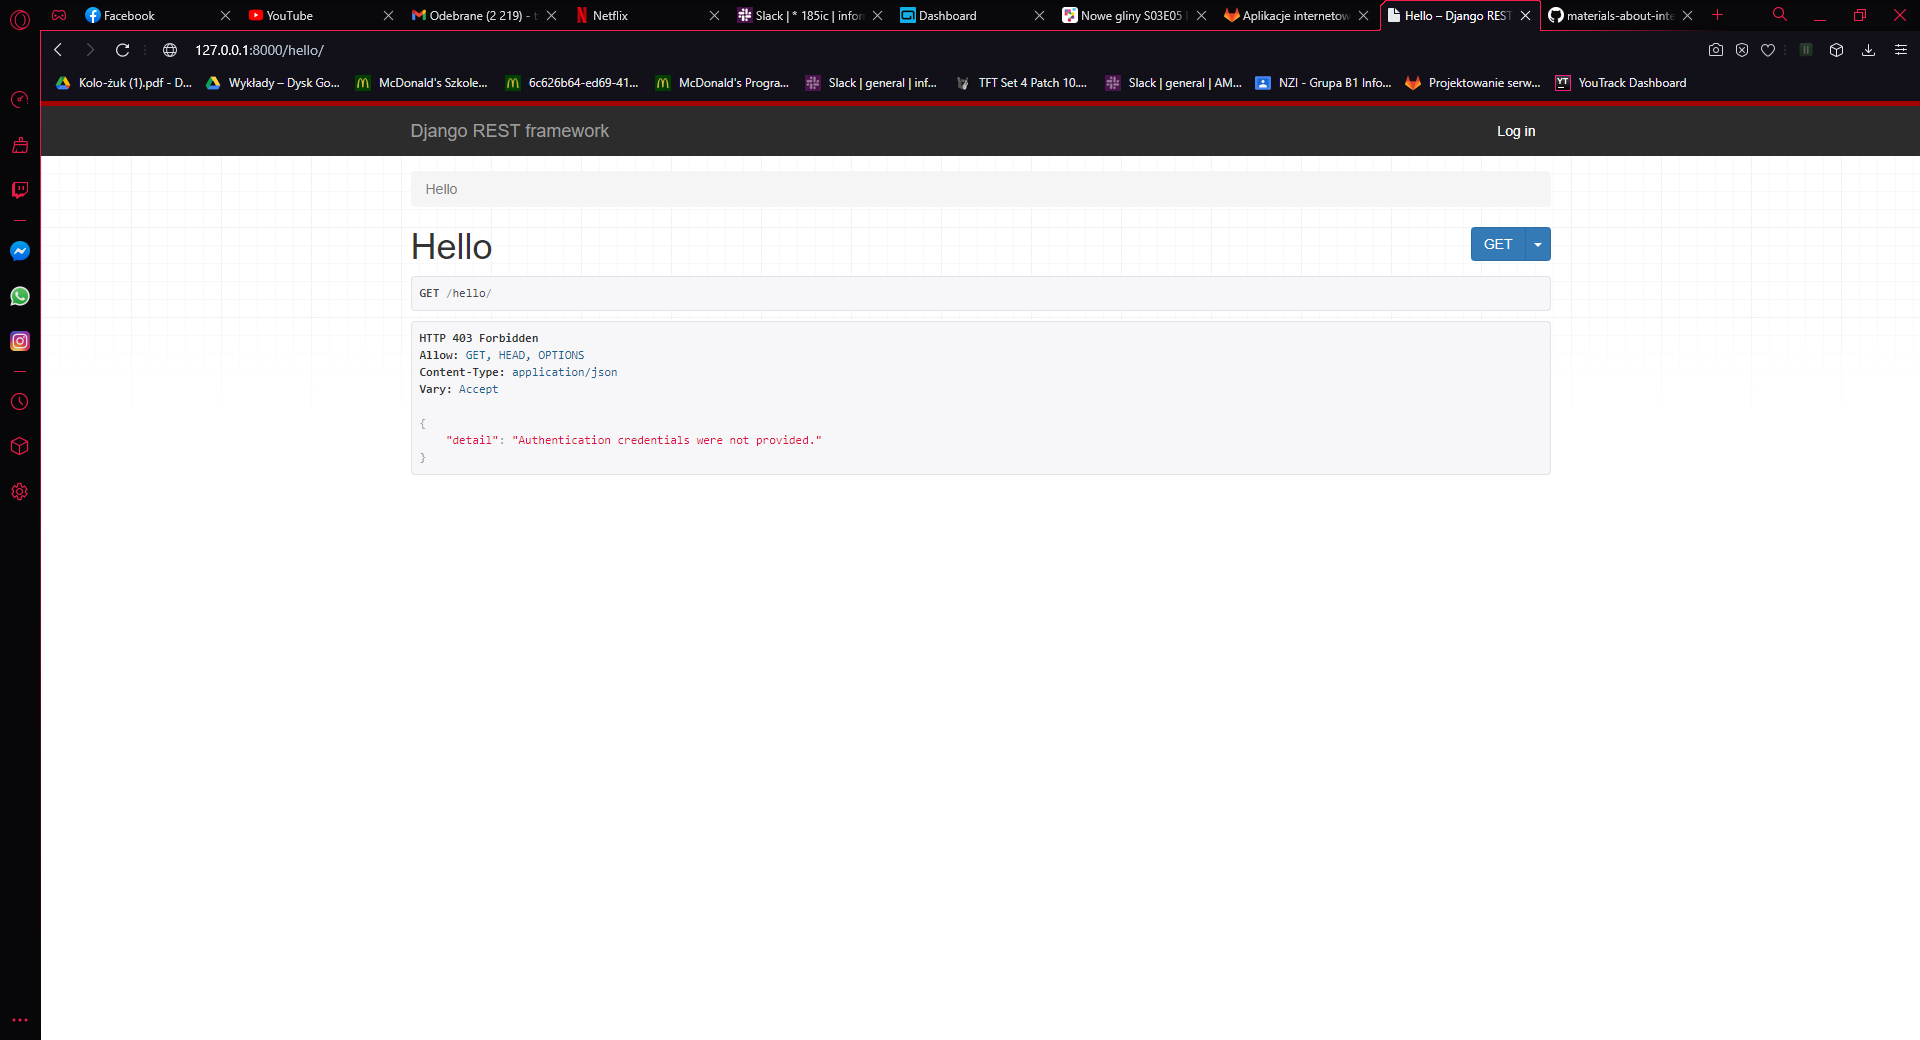 Facebook
YouTube
Odebrane (2 219) - t
Netflix
Slack | * 185ic | infor
Dashboard
Nowe gliny S03E05
Aplikacje internetow
Hello – Django REST
materials-about-inte
127.0.0.1:8000/hello/
Kolo-żuk (1).pdf - D...
Wykłady – Dysk Go...
McDonald's Szkole...
6c626b64-ed69-41...
McDonald's Progra...
Slack | general | inf...
TFT Set 4 Patch 10....
Slack | general | AM...
NZI - Grupa B1 Info...
Projektowanie serw...
YT YouTrack Dashboard
Django REST framework
Log in
Hello
Hello
GET
GET /hello/
HTTP 403 Forbidden
Allow: GET, HEAD, OPTIONS
Content-Type: application/json
Vary: Accept
{
"detail": "Authentication credentials were not provided."
}